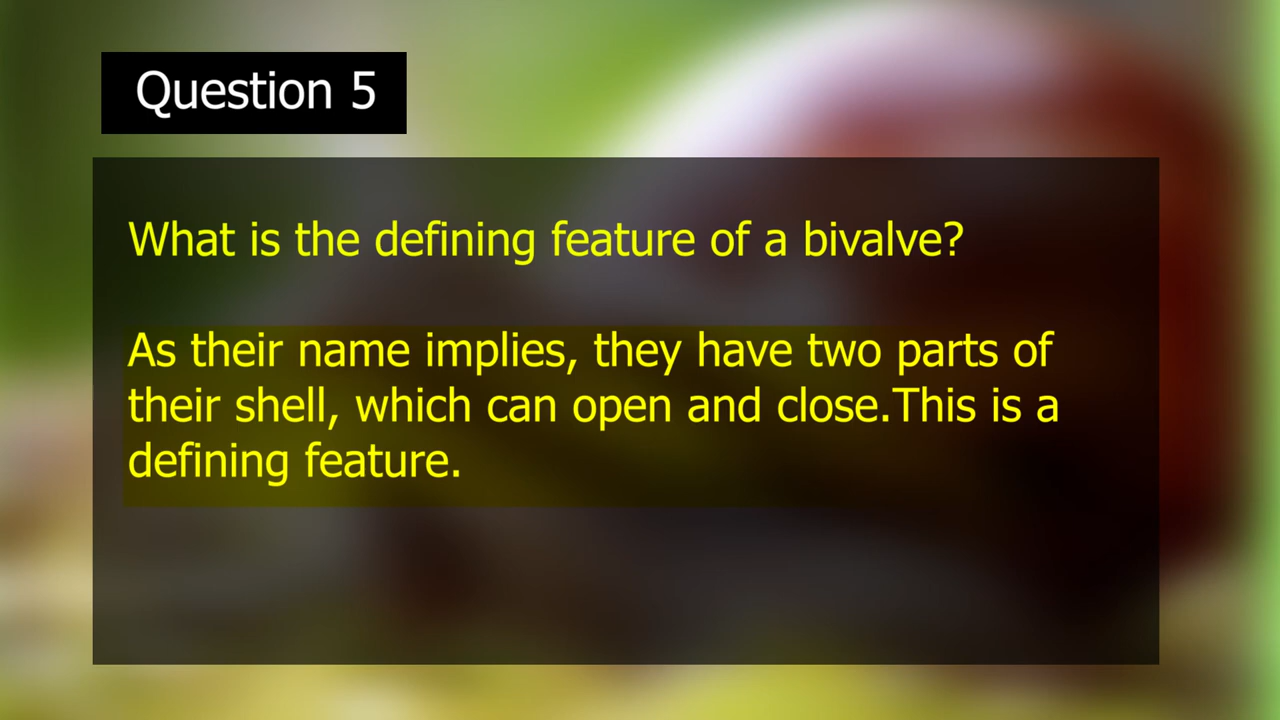 Question 5
What is the defining feature of a bivalve?
As their name implies, they have two parts of
their shell, which can open and close.This is a
defining feature.